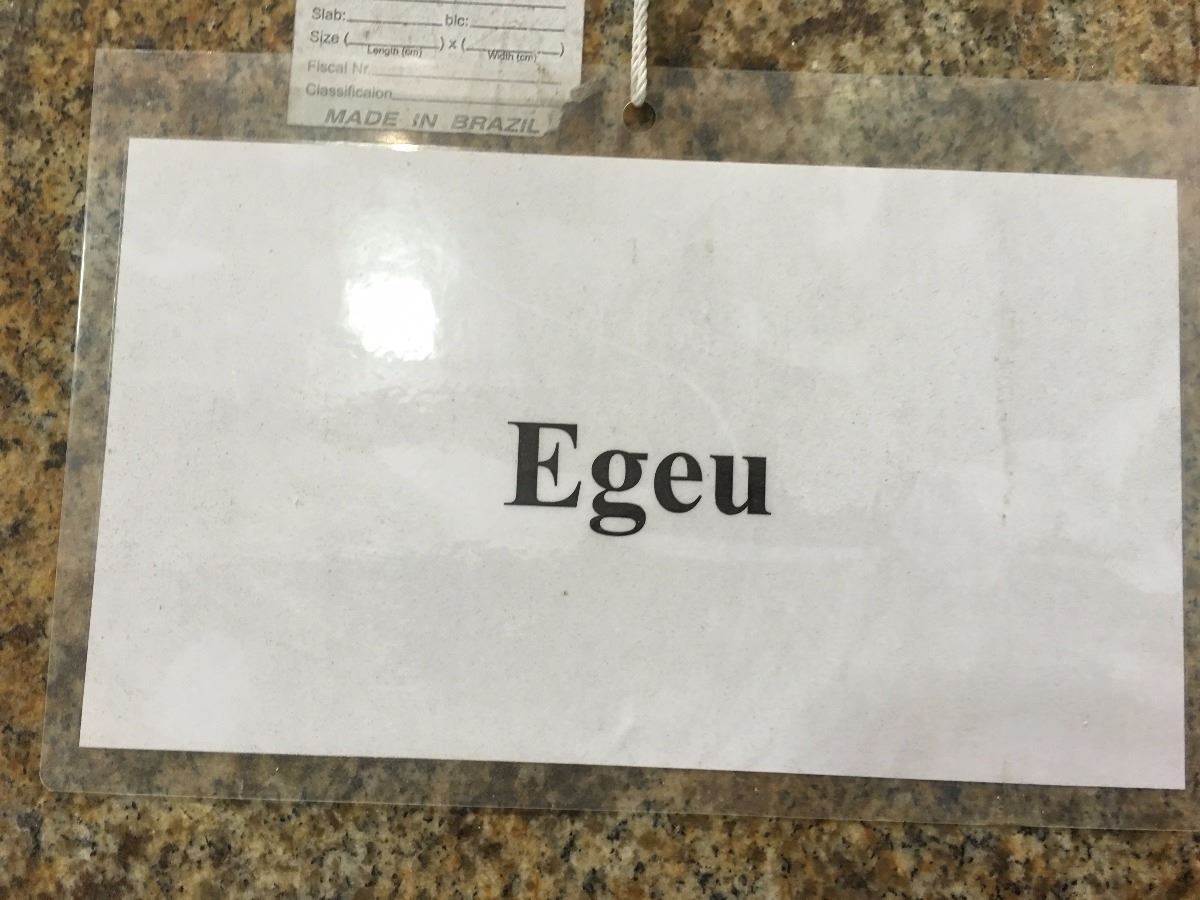 Slab: blc:
Size ( ) x ( )
Length (cm) Width (cm)
Fiscal Nr.
Classificaion
MADE IN BRAZIL
Egeu